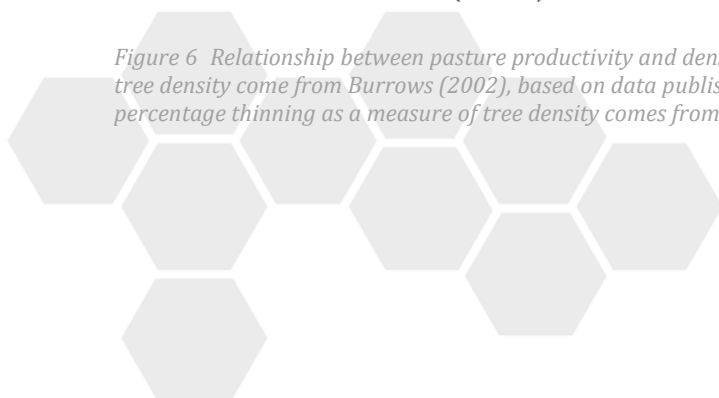 Figure 6 Relationship between pasture productivity and den
tree density come from Burrows (2002), based on data publis
percentage thinning as a measure of tree density comes from